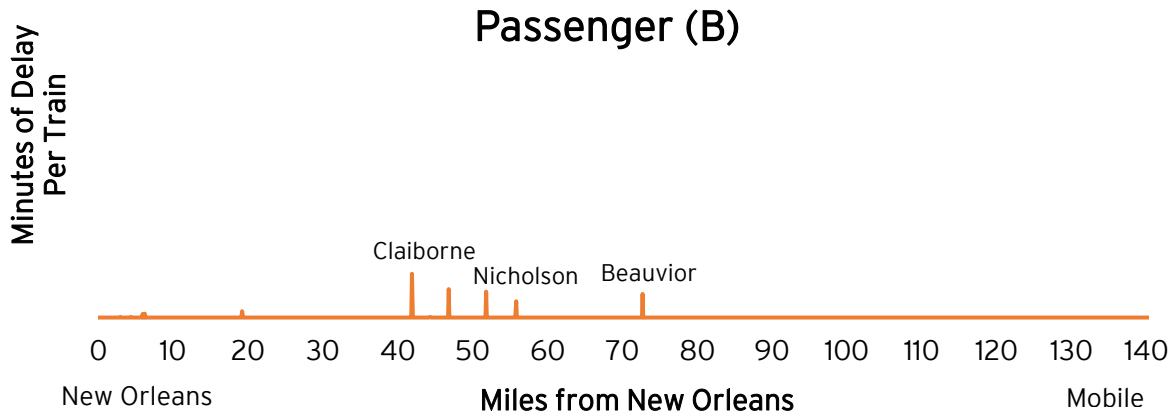 Passenger (B)
Minutes of Delay
Per Train
Claiborne
Nicholson
Beauvior
0 10 20 30 40 50 60 70 80 90 100 110 120 130 140
New Orleans
Miles from New Orleans
Mobile